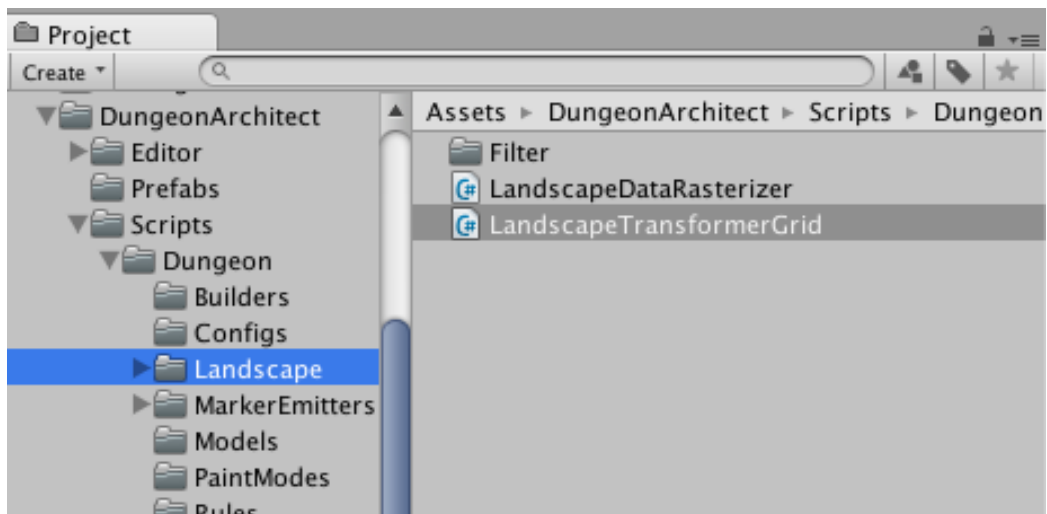 Project
Create
Assets ▸ DungeonArchitect ▸ Scripts ▸ Dungeon
DungeonArchitect
Editor
Prefabs
Scripts
Dungeon
Builders
Configs
Landscape
MarkerEmitters
Models
PaintModes
Rules
Filter
C# LandscapeDataRasterizer
C# LandscapeTransformerGrid